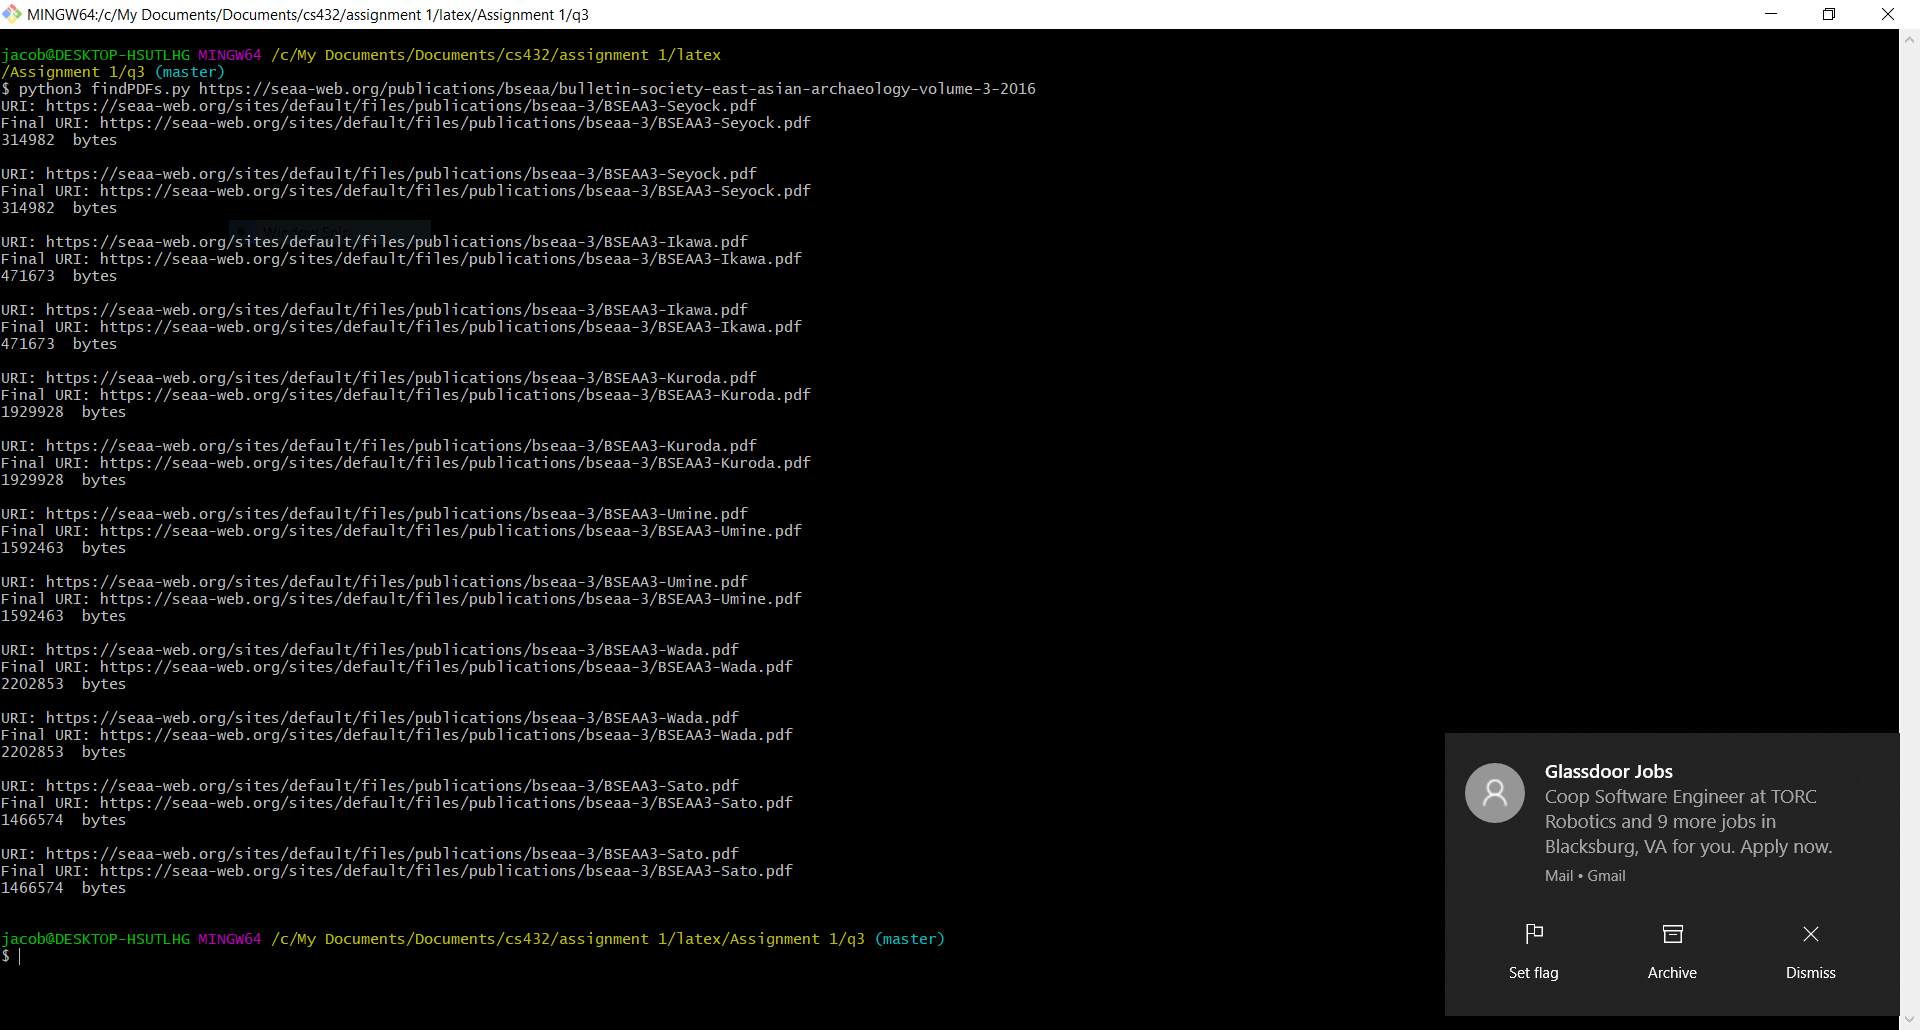 MINGW64:/c/My Documents/Documents/cs432/assignment 1/latex/Assignment 1/q3
jacob@DESKTOP-HSUTLHG MINGW64 /c/My Documents/Documents/cs432/assignment 1/latex
/Assignment 1/q3 (master)
$ python3 findPDFs.py https://seaa-web.org/publications/bseaa/bulletin-society-east-asian-archaeology-volume-3-2016
URI: https://seaa-web.org/sites/default/files/publications/bseaa-3/BSEAA3-Seyock.pdf
Final URI: https://seaa-web.org/sites/default/files/publications/bseaa-3/BSEAA3-Seyock.pdf
314982  bytes
URI: https://seaa-web.org/sites/default/files/publications/bseaa-3/BSEAA3-Seyock.pdf
Final URI: https://seaa-web.org/sites/default/files/publications/bseaa-3/BSEAA3-Seyock.pdf
314982  bytes
Window Snip
URI: https://seaa-web.org/sites/default/files/publications/bseaa-3/BSEAA3-Ikawa.pdf
Final URI: https://seaa-web.org/sites/default/files/publications/bseaa-3/BSEAA3-Ikawa.pdf
471673  bytes
URI: https://seaa-web.org/sites/default/files/publications/bseaa-3/BSEAA3-Ikawa.pdf
Final URI: https://seaa-web.org/sites/default/files/publications/bseaa-3/BSEAA3-Ikawa.pdf
471673  bytes
URI: https://seaa-web.org/sites/default/files/publications/bseaa-3/BSEAA3-Kuroda.pdf
Final URI: https://seaa-web.org/sites/default/files/publications/bseaa-3/BSEAA3-Kuroda.pdf
1929928  bytes
URI: https://seaa-web.org/sites/default/files/publications/bseaa-3/BSEAA3-Kuroda.pdf
Final URI: https://seaa-web.org/sites/default/files/publications/bseaa-3/BSEAA3-Kuroda.pdf
1929928  bytes
URI: https://seaa-web.org/sites/default/files/publications/bseaa-3/BSEAA3-Umine.pdf
Final URI: https://seaa-web.org/sites/default/files/publications/bseaa-3/BSEAA3-Umine.pdf
1592463  bytes
URI: https://seaa-web.org/sites/default/files/publications/bseaa-3/BSEAA3-Umine.pdf
Final URI: https://seaa-web.org/sites/default/files/publications/bseaa-3/BSEAA3-Umine.pdf
1592463  bytes
URI: https://seaa-web.org/sites/default/files/publications/bseaa-3/BSEAA3-Wada.pdf
Final URI: https://seaa-web.org/sites/default/files/publications/bseaa-3/BSEAA3-Wada.pdf
2202853  bytes
URI: https://seaa-web.org/sites/default/files/publications/bseaa-3/BSEAA3-Wada.pdf
Final URI: https://seaa-web.org/sites/default/files/publications/bseaa-3/BSEAA3-Wada.pdf
2202853  bytes
URI: https://seaa-web.org/sites/default/files/publications/bseaa-3/BSEAA3-Sato.pdf
Final URI: https://seaa-web.org/sites/default/files/publications/bseaa-3/BSEAA3-Sato.pdf
1466574  bytes
URI: https://seaa-web.org/sites/default/files/publications/bseaa-3/BSEAA3-Sato.pdf
Final URI: https://seaa-web.org/sites/default/files/publications/bseaa-3/BSEAA3-Sato.pdf
1466574  bytes
jacob@DESKTOP-HSUTLHG MINGW64 /c/My Documents/Documents/cs432/assignment 1/latex/Assignment 1/q3 (master)
$
Glassdoor Jobs
Coop Software Engineer at TORC
Robotics and 9 more jobs in
Blacksburg, VA for you. Apply now.
Mail • Gmail
Set flag
Archive
Dismiss